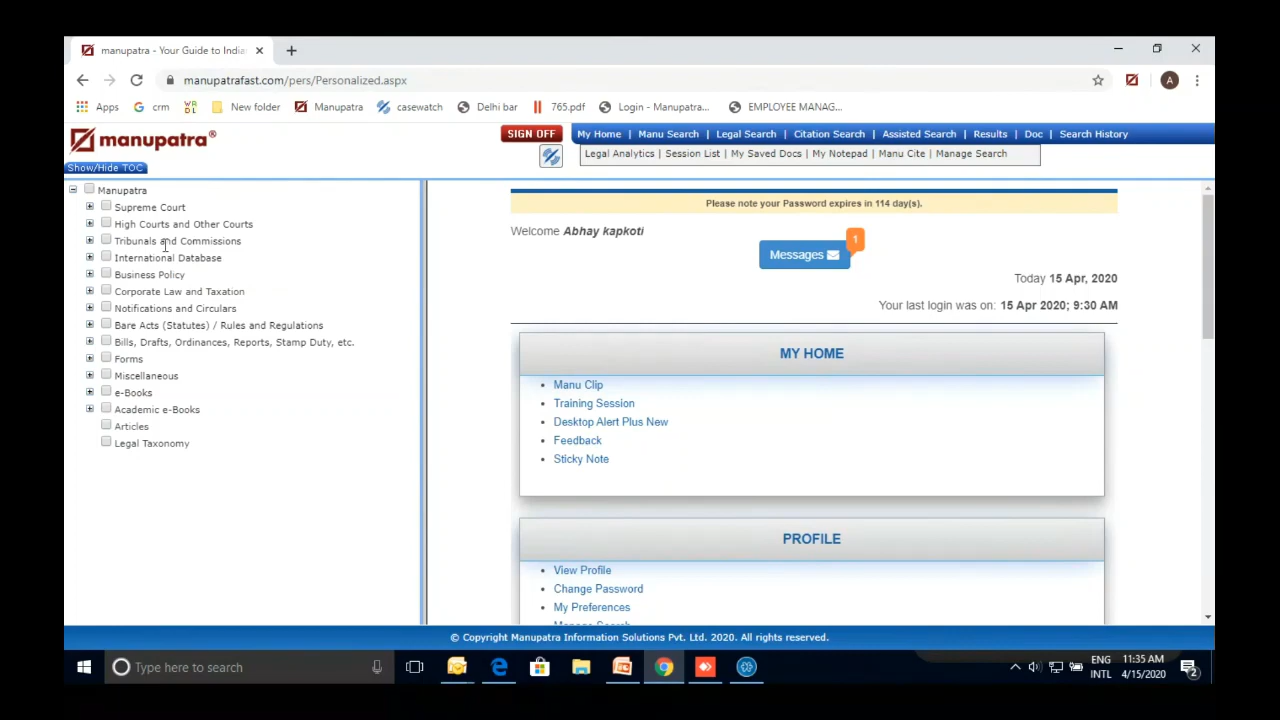 manupatra - Your Guide to India
manupatrafast.com/pers/Personalized.aspx
A
Apps
crm
New folder
Manupatra
casewatch
Delhi bar
765.pdf
Login - Manupatra...
EMPLOYEE MANAG...
manupatra®
SIGN OFF
My Home | Manu Search | Legal Search | Citation Search | Assisted Search | Results | Doc | Search History
Legal Analytics | Session List | My Saved Docs | My Notepad | Manu Cite | Manage Search
Show/Hide TOC
Manupatra
Supreme Court
High Courts and Other Courts
Tribunals and Commissions
International Database
Business Policy
Corporate Law and Taxation
Notifications and Circulars
Bare Acts (Statutes) / Rules and Regulations
Bills, Drafts, Ordinances, Reports, Stamp Duty, etc.
Forms
Miscellaneous
e-Books
Academic e-Books
Articles
Legal Taxonomy
Please note your Password expires in 114 day(s).
Welcome Abhay kapkoti
Messages
1
Today 15 Apr, 2020
Your last login was on: 15 Apr 2020; 9:30 AM
MY HOME
Manu Clip
Training Session
Desktop Alert Plus New
Feedback
Sticky Note
PROFILE
View Profile
Change Password
My Preferences
© Copyright Manupatra Information Solutions Pvt. Ltd. 2020. All rights reserved.
Type here to search
ENG
INTL
11:35 AM
4/15/2020
2